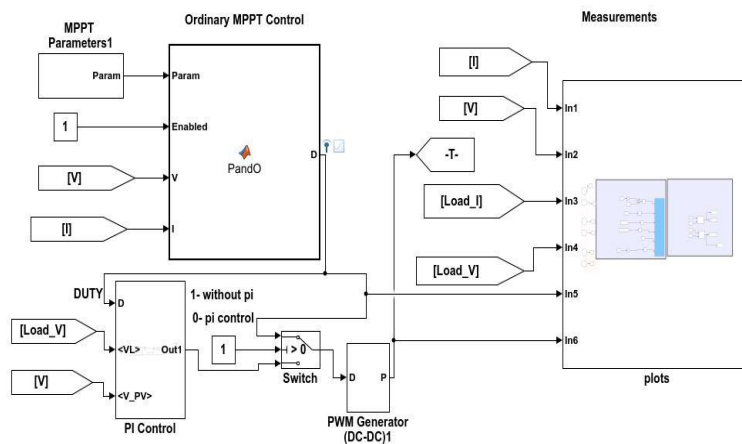 Ordinary MPPT Control
Measurements
MPPT
Parameters1
Param
Param
[I]
In1
1
Enabled
[V]
In2
PandO
D
-T-
[V]
V
[Load_I]
In3
[I]
I
[Load_V]
In4
DUTY
D
1- without pi
0- pi control
In5
[Load_V]
<VL>
Out1
1
> 0
Switch
In6
[V]
<V_PV>
PI Control
D
P
PWM Generator
(DC-DC)1
plots